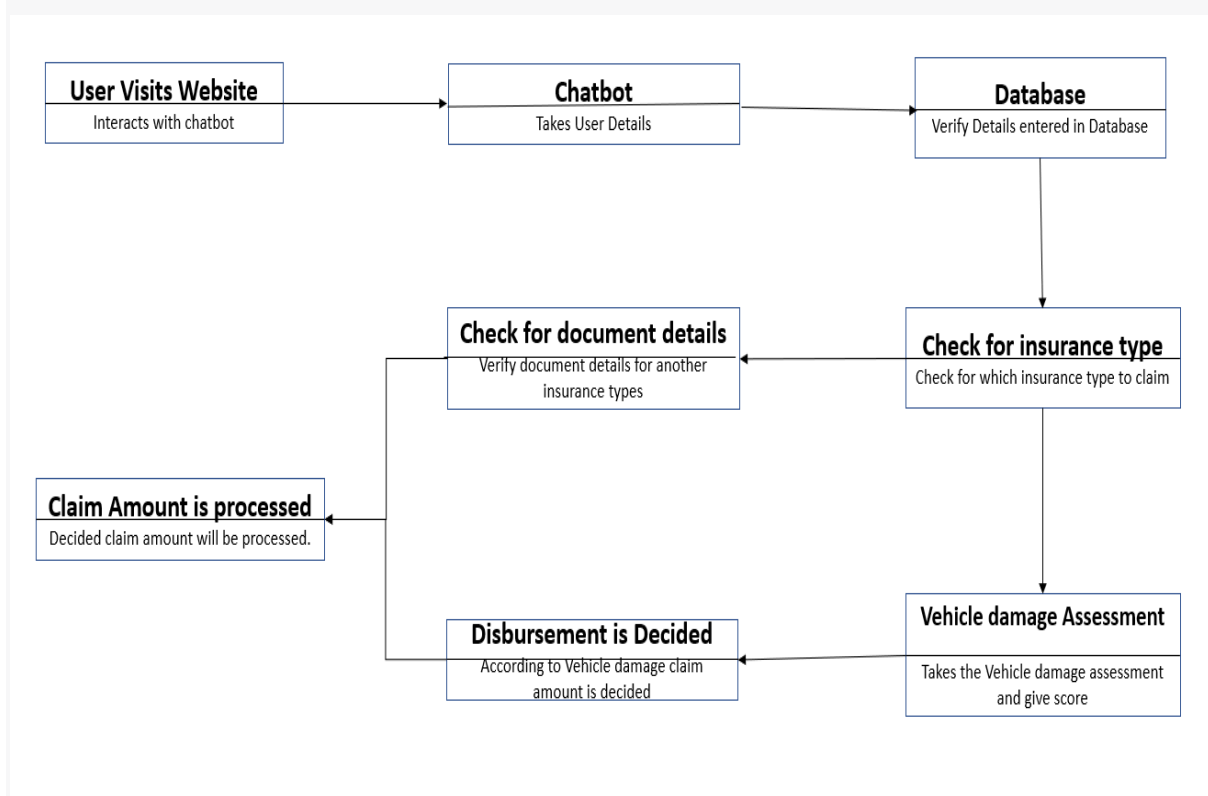 User Visits Website
Interacts with chatbot
Chatbot
Takes User Details
Database
Verify Details entered in Database
Check for document details
Verify document details for another
insurance types
Check for insurance type
Check for which insurance type to claim
Claim Amount is processed
Decided claim amount will be processed.
Disbursement is Decided
According to Vehicle damage claim
amount is decided
Vehicle damage Assessment
Takes the Vehicle damage assessment
and give score